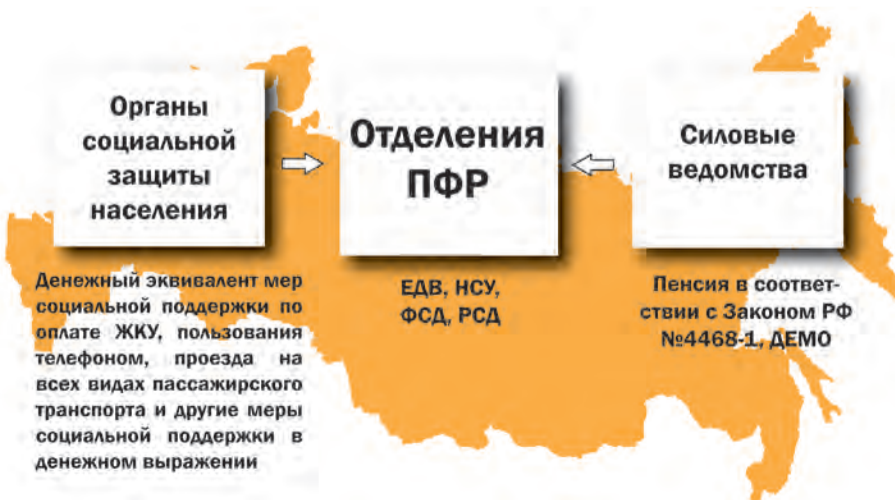 Органы
социальной
защиты
населения
Отделения
ПФР
Силовые
ведомства
Денежный эквивалент мер
социальной поддержки по
оплате ЖКУ, пользования
телефоном, проезда на
всех видах пассажирского
транспорта и другие меры
социальной поддержки в
денежном выражении
ЕДВ, НСУ,
ФСД, РСД
Пенсия в соответ-
ствии с Законом РФ
№4468-1, ДЕМО